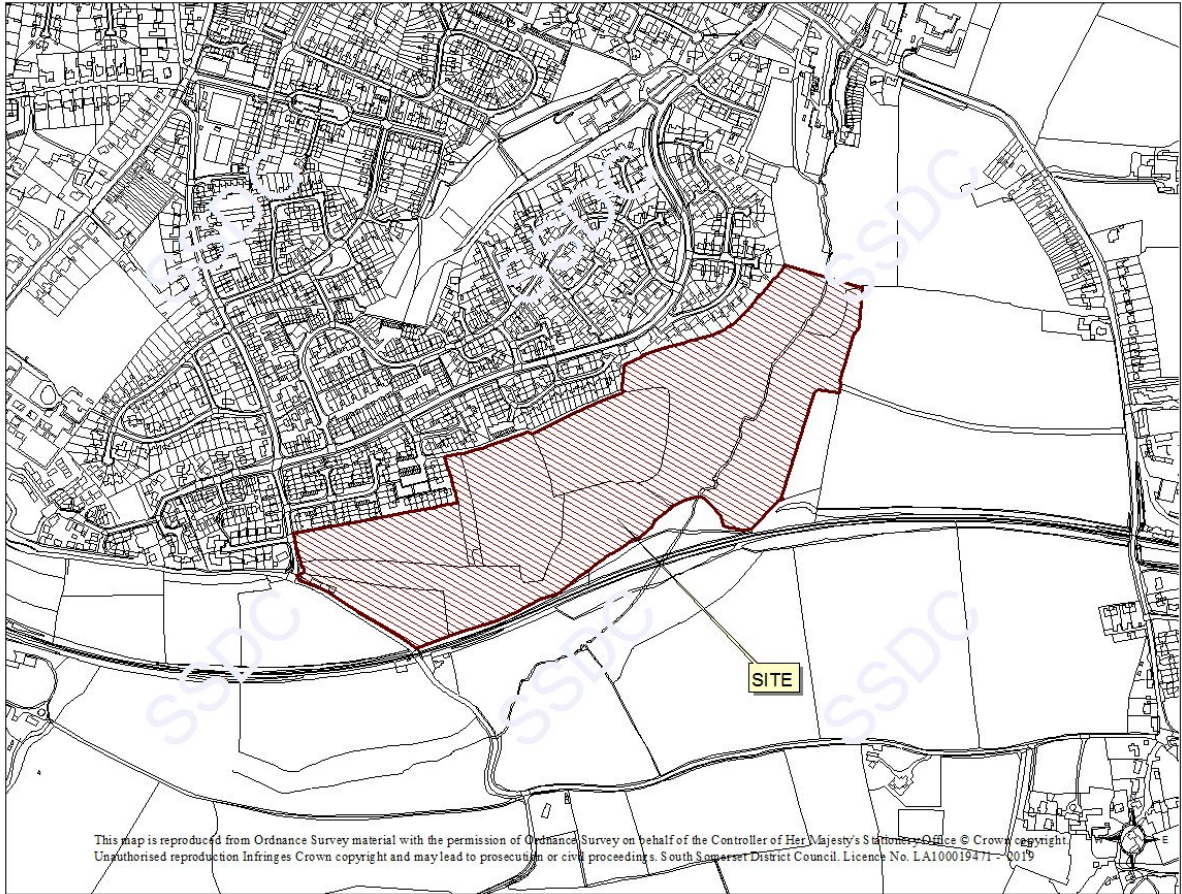 SSDC SSDC SSDC
SITE
SSDC SSDC SSDC
This map is reproduced from Ordnance Survey material with the permission of Ordnance Survey on behalf of the Controller of Her Majesty's Stationery Office © Crown copyright.
Unauthorised reproduction Infringes Crown copyright and may lead to prosecution or civil proceedings. South Somerset District Council. Licence No. LA100019471 - 2019
W E